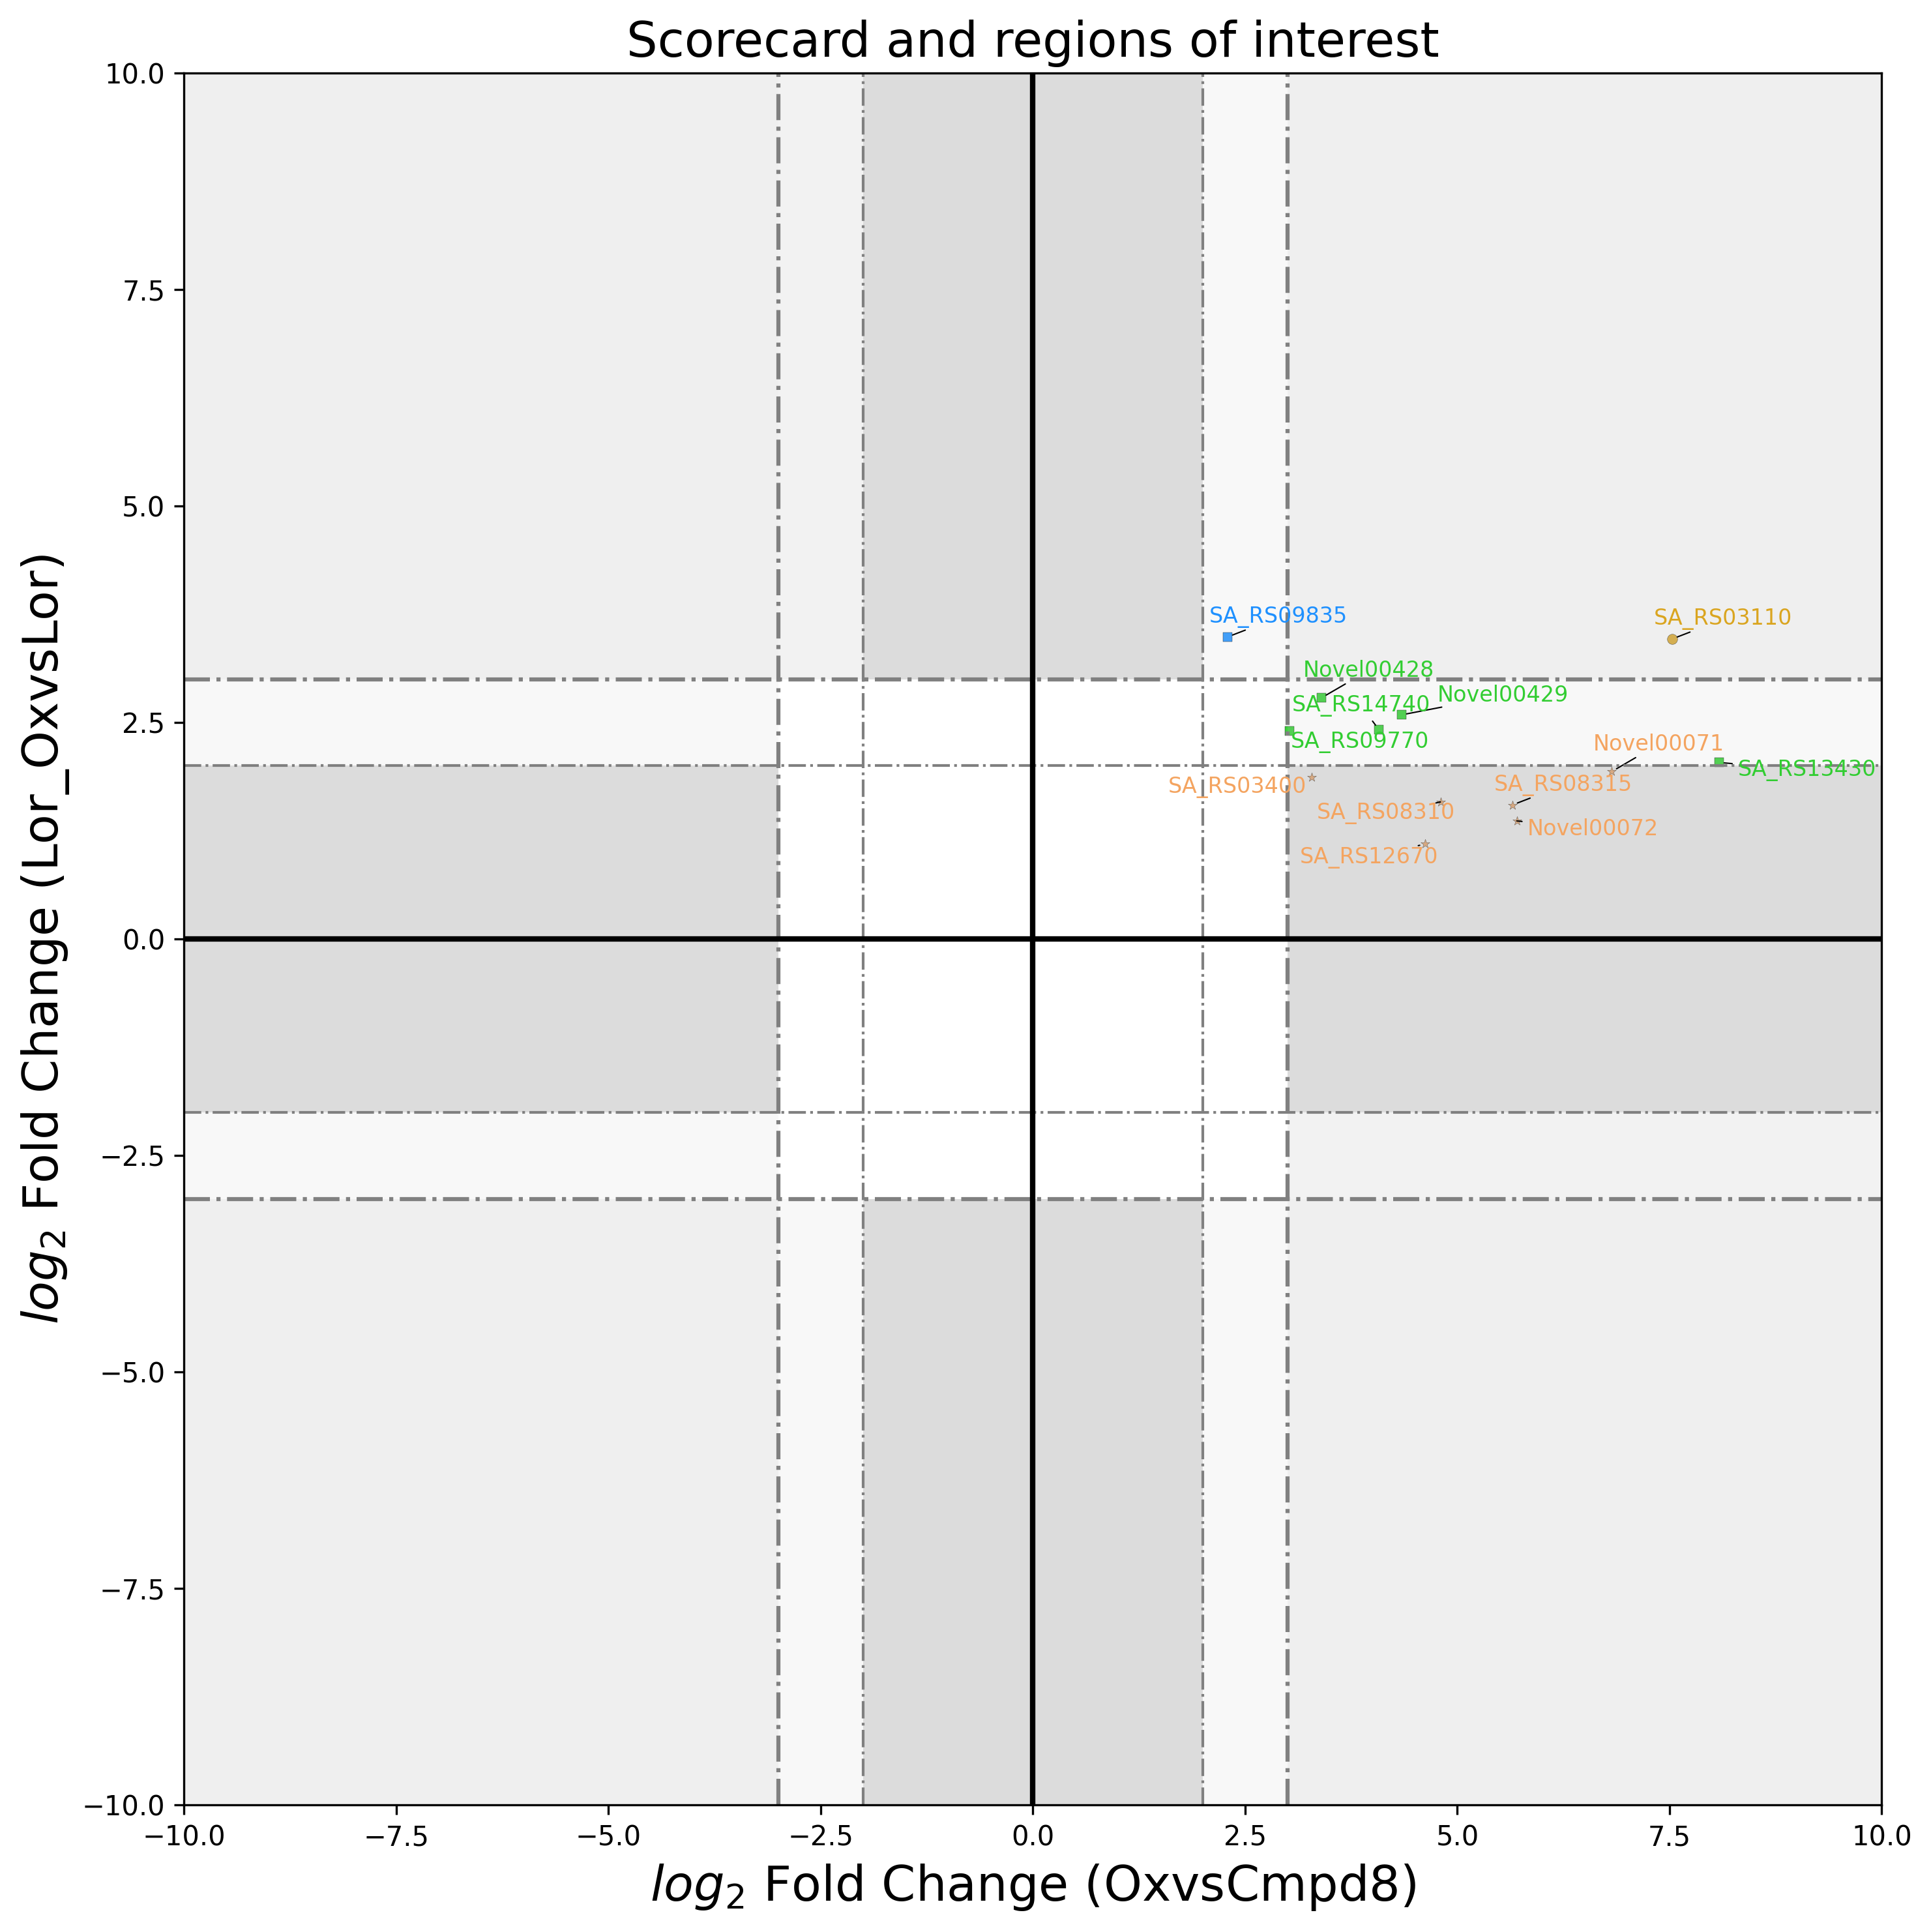 Scorecard and regions of interest
log2 Fold Change (Lor_OxvsLor)
10.0
7.5
5.0
2.5
0.0
−2.5
−5.0
−7.5
−10.0
SA_RS09835
SA_RS03110
Novel00428
Novel00429
SA_RS14740
SA_RS09770
Novel00071
SA_RS13430
SA_RS03400
SA_RS08315
SA_RS08310
Novel00072
SA_RS12670
−10.0 −7.5 −5.0 −2.5 0.0 2.5 5.0 7.5 10.0
log2 Fold Change (OxvsCmpd8)